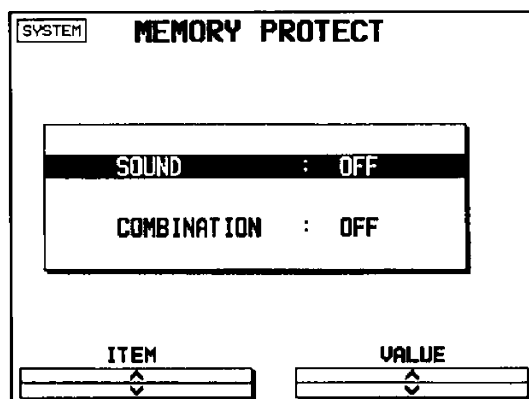 SYSTEM MEMORY PROTECT
SOUND : OFF
COMBINATION : OFF
ITEM VALUE